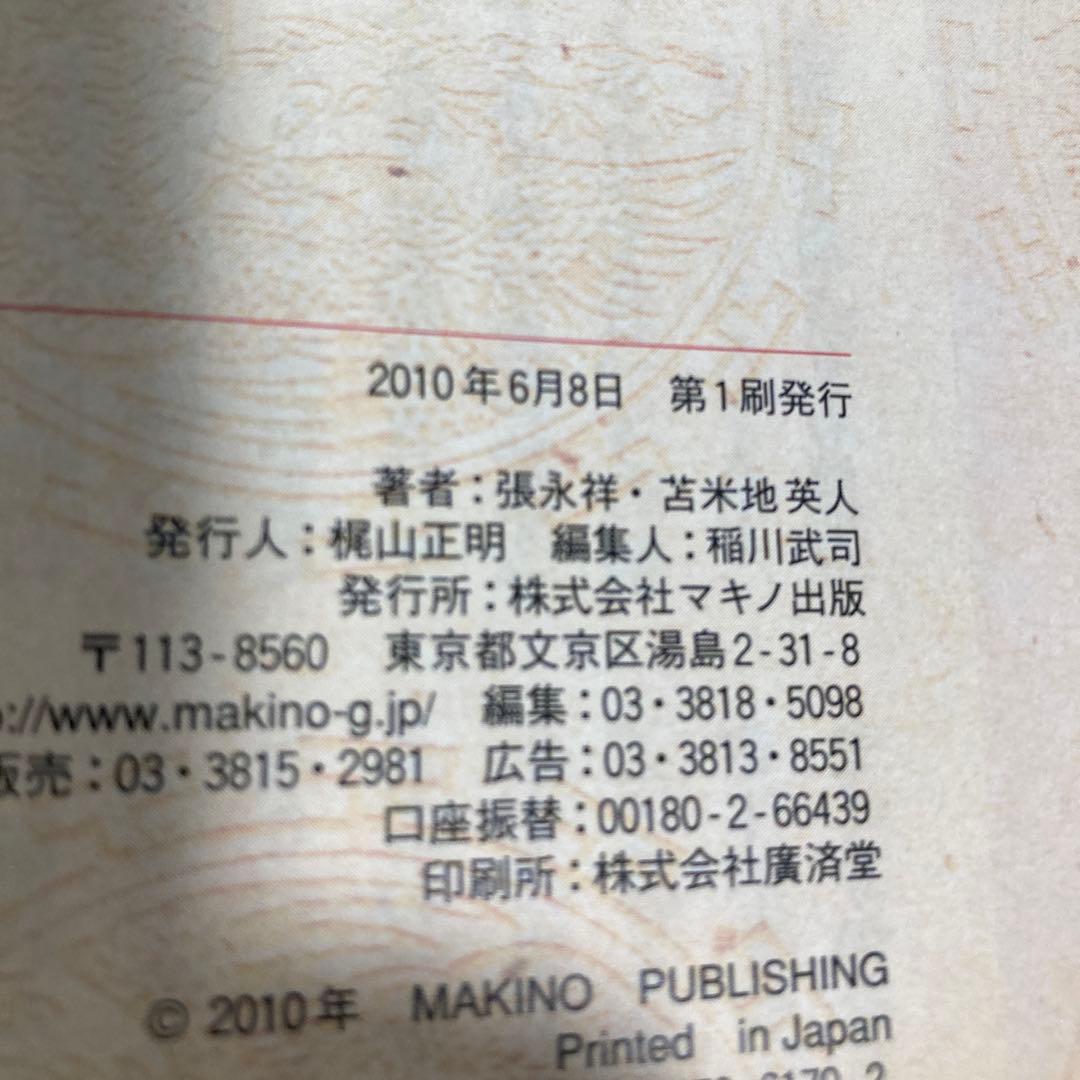 2010年6月8日　第1刷発行
著者：張永祥・苫米地英人
発行人：梶山正明　編集人：稲川武司
発行所：株式会社マキノ出版
〒113-8560　東京都文京区湯島2-31-8
://www.makino-g.jp/　編集：03・3818・5098
販売：03・3815・2981　広告：03・3813・8551
口座振替：00180-2-66439
印刷所：株式会社廣済堂
© 2010年　MAKINO　PUBLISHING
Printed　in Japan
6170-2